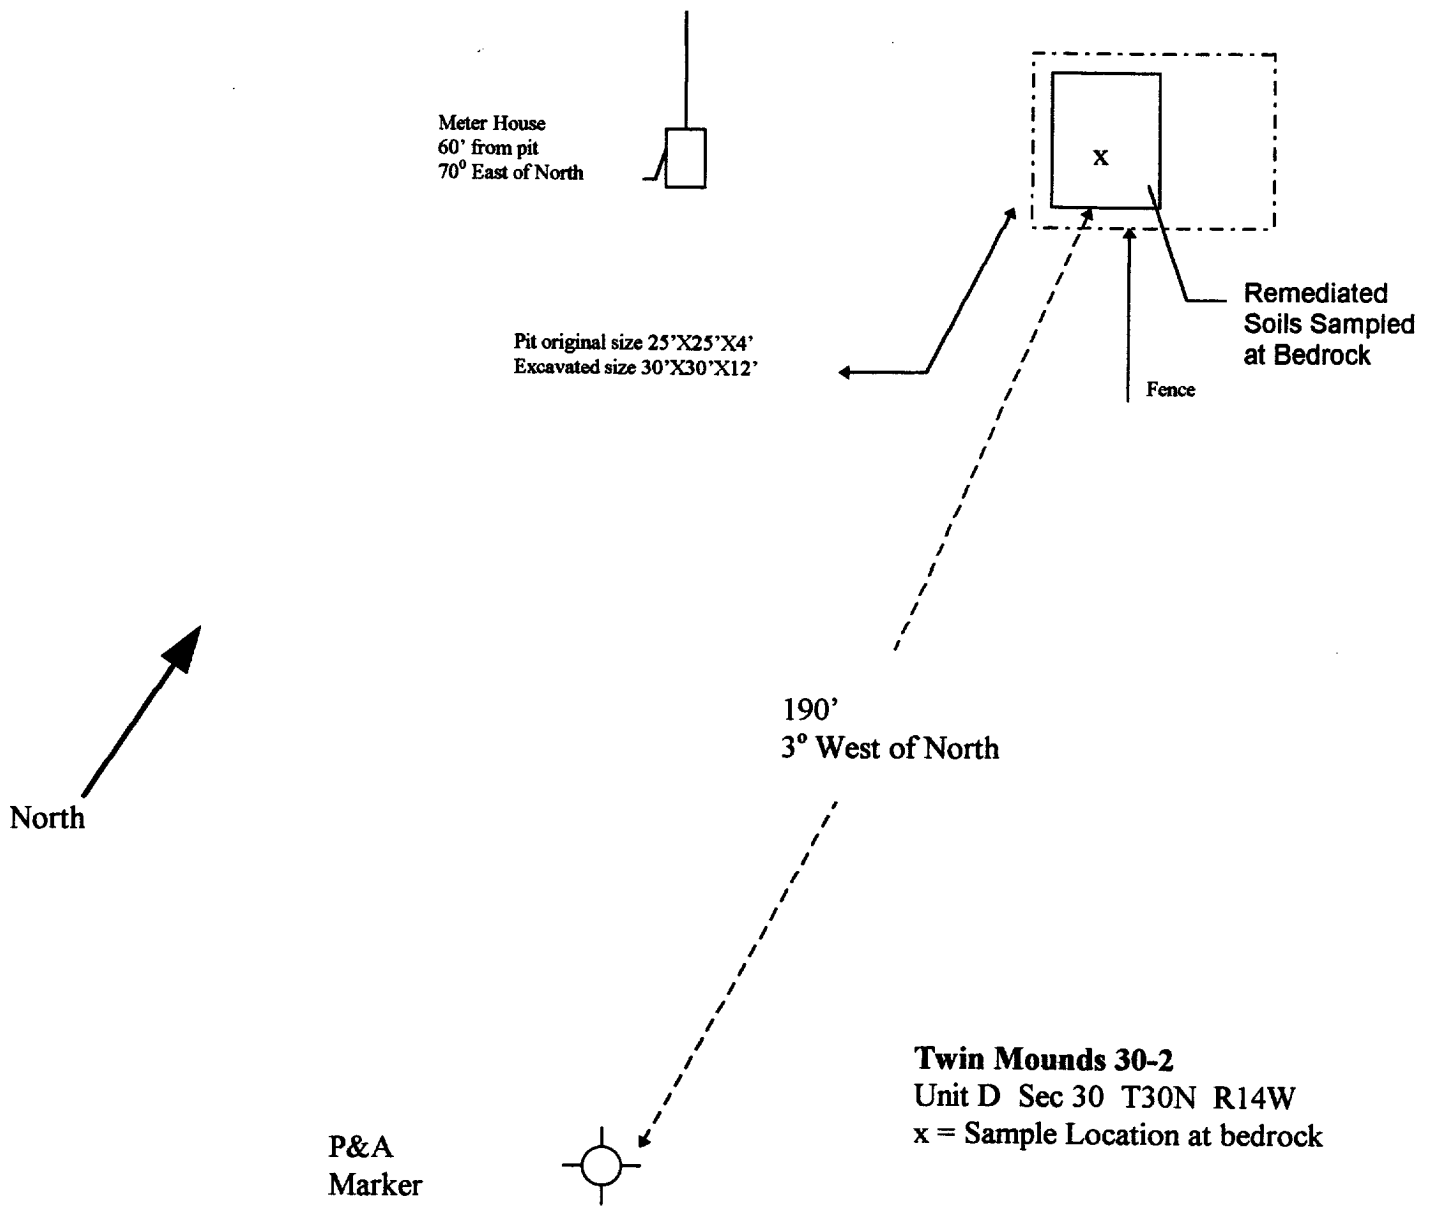 Meter House
60' from pit
70⁰ East of North
x
Remediated
Soils Sampled
at Bedrock
Pit original size 25'X25'X4'
Excavated size 30'X30'X12'
Fence
190'
3⁰ West of North
North
Twin Mounds 30-2
Unit D Sec 30 T30N R14W
x = Sample Location at bedrock
P&A
Marker